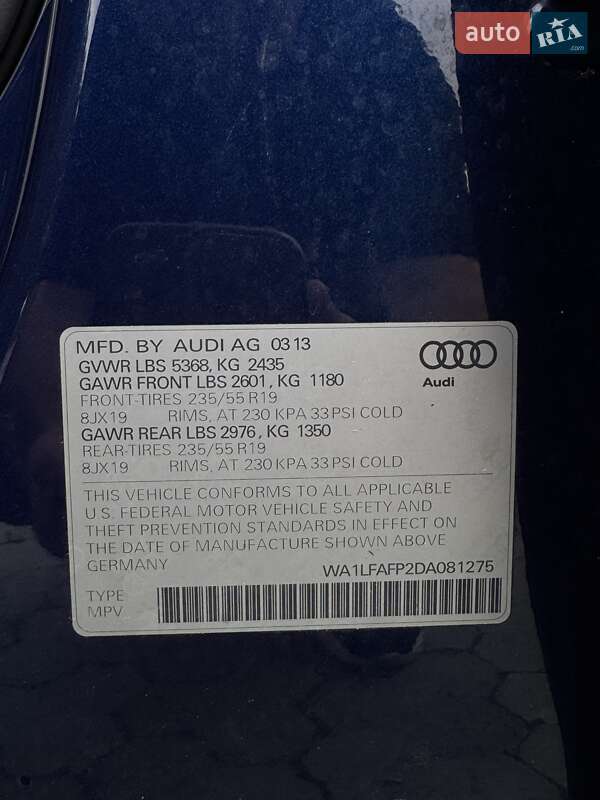 auto RIA.com
MFD. BY AUDI AG 03 13
GVWR LBS 5368, KG 2435
GAWR FRONT LBS 2601, KG 1180
FRONT-TIRES 235/55 R19
8JX19 RIMS, AT 230 KPA 33 PSI COLD
GAWR REAR LBS 2976, KG 1350
REAR-TIRES 235/55 R19
8JX19 RIMS, AT 230 KPA 33 PSI COLD
Audi
THIS VEHICLE CONFORMS TO ALL APPLICABLE
U.S. FEDERAL MOTOR VEHICLE SAFETY AND
THEFT PREVENTION STANDARDS IN EFFECT ON
THE DATE OF MANUFACTURE SHOWN ABOVE
GERMANY WA1LFAFP2DA081275
TYPE
MPV